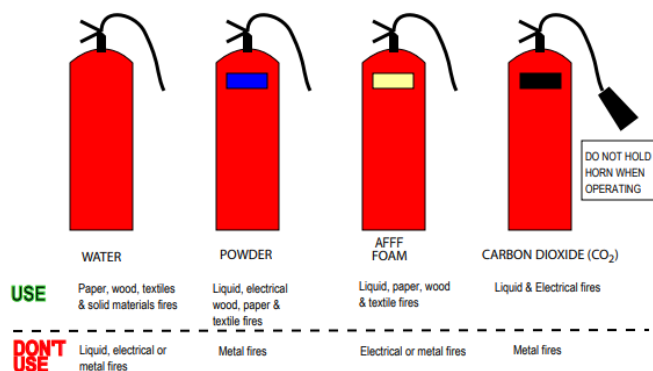 DO NOT HOLD
HORN WHEN
OPERATING
WATER
POWDER
AFFF
FOAM
CARBON DIOXIDE (CO₂)
USE
Paper, wood, textiles
& solid materials fires
Liquid, electrical
wood, paper &
textile fires
Liquid, paper, wood
& textile fires
Liquid & Electrical fires
DON'T
USE
Liquid, electrical or
metal fires
Metal fires
Electrical or metal fires
Metal fires